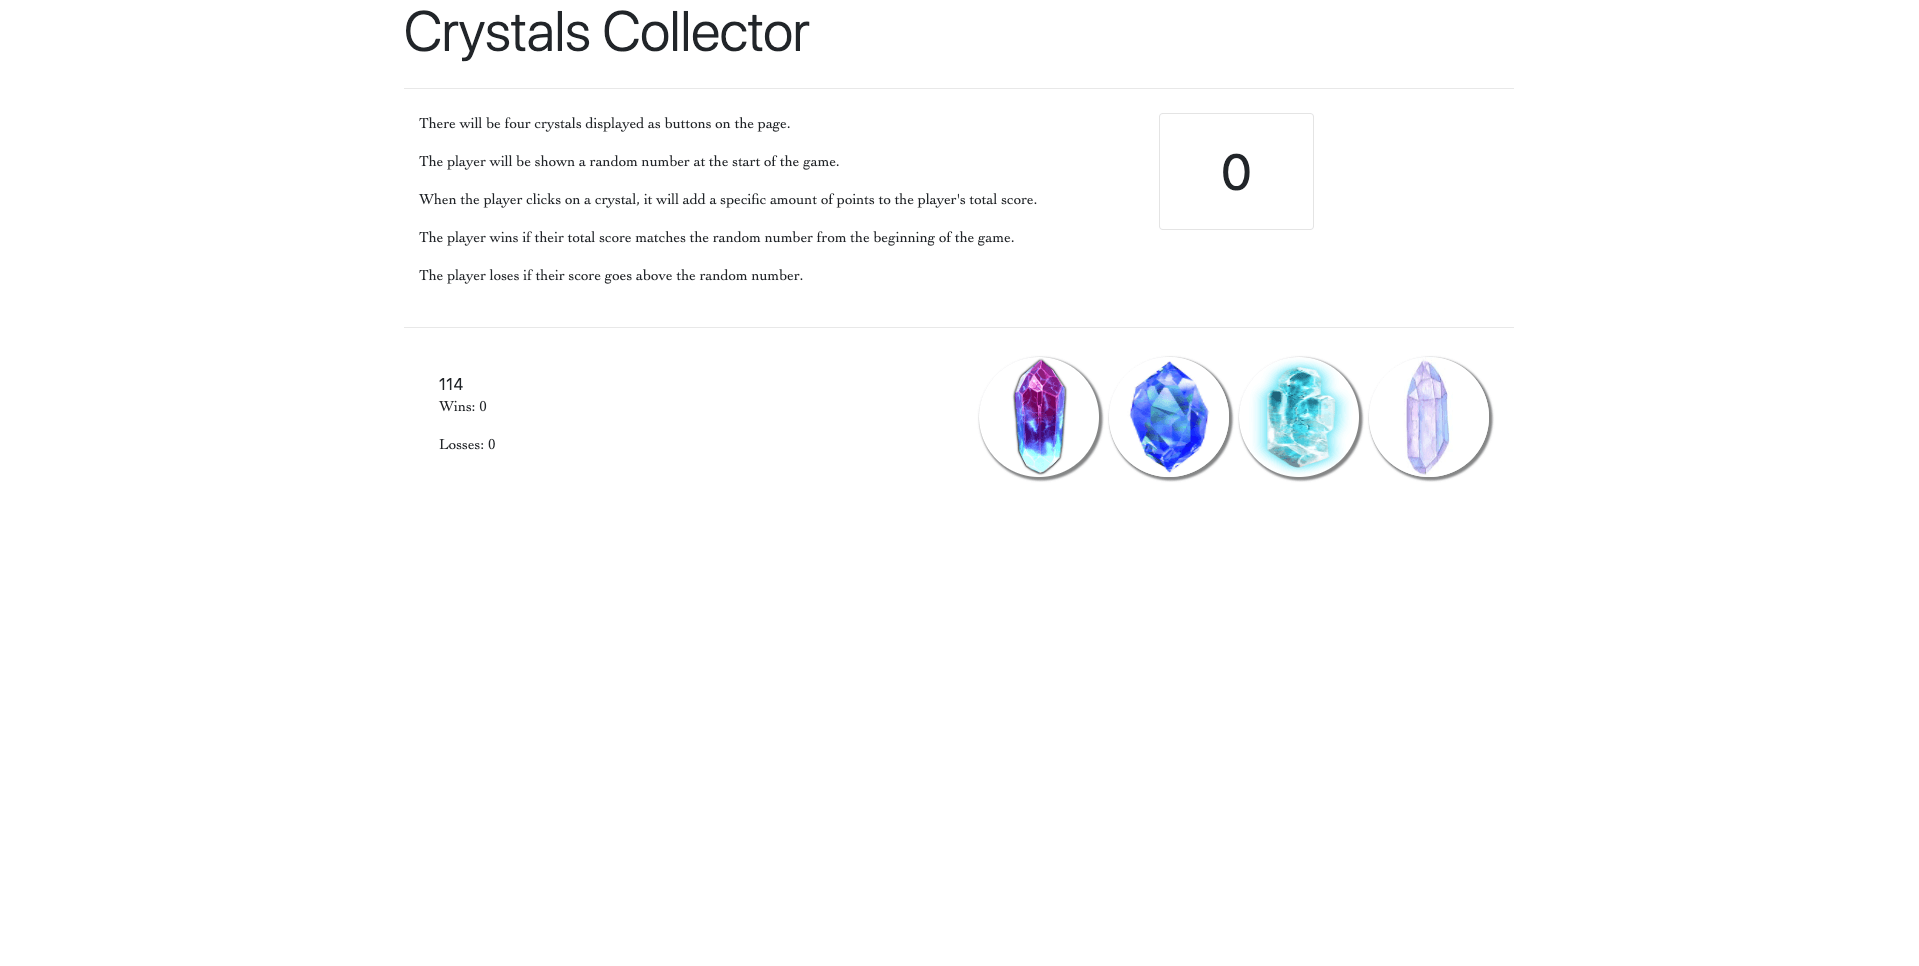 Crystals Collector
There will be four crystals displayed as buttons on the page.
The player will be shown a random number at the start of the game.
When the player clicks on a crystal, it will add a specific amount of points to the player's total score.
The player wins if their total score matches the random number from the beginning of the game.
The player loses if their score goes above the random number.
0
114
Wins: 0
Losses: 0